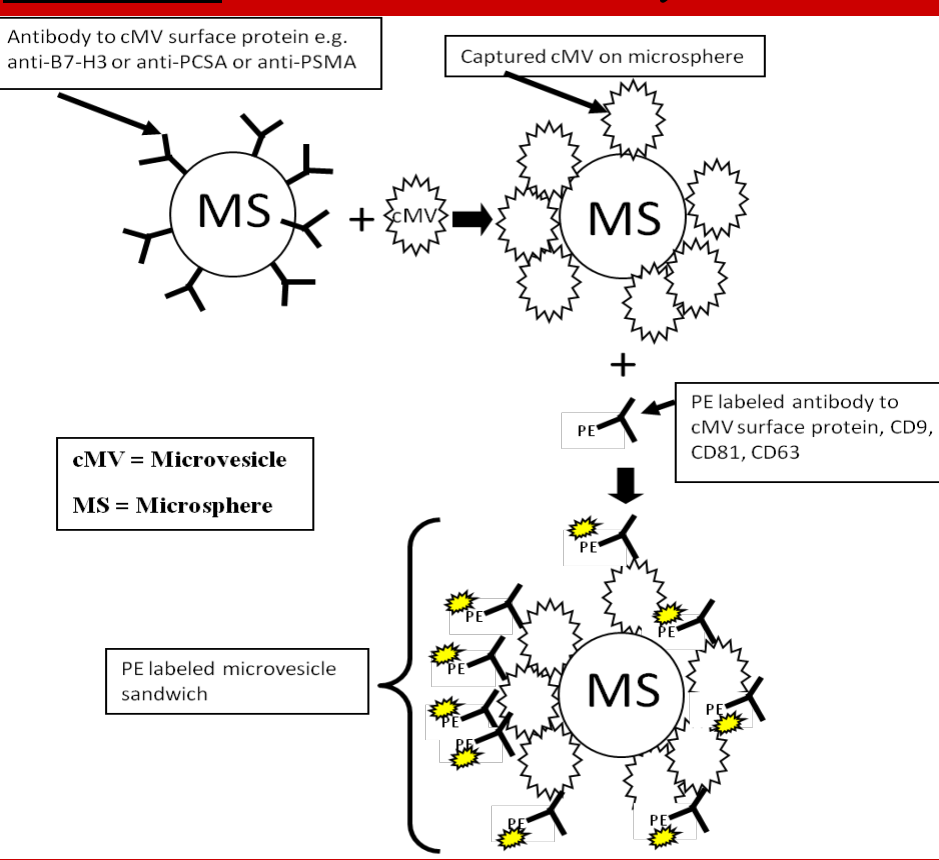 Antibody to cMV surface protein e.g.
anti-B7-H3 or anti-PCSA or anti-PSMA
Captured cMV on microsphere
MS
+
cMV
MS
+
PE
PE labeled antibody to
cMV surface protein, CD9,
CD81, CD63
cMV = Microvesicle
MS = Microsphere
PE
PE
PE
PE
PE labeled microvesicle
sandwich
MS
PE
PE
PE
PE
PE